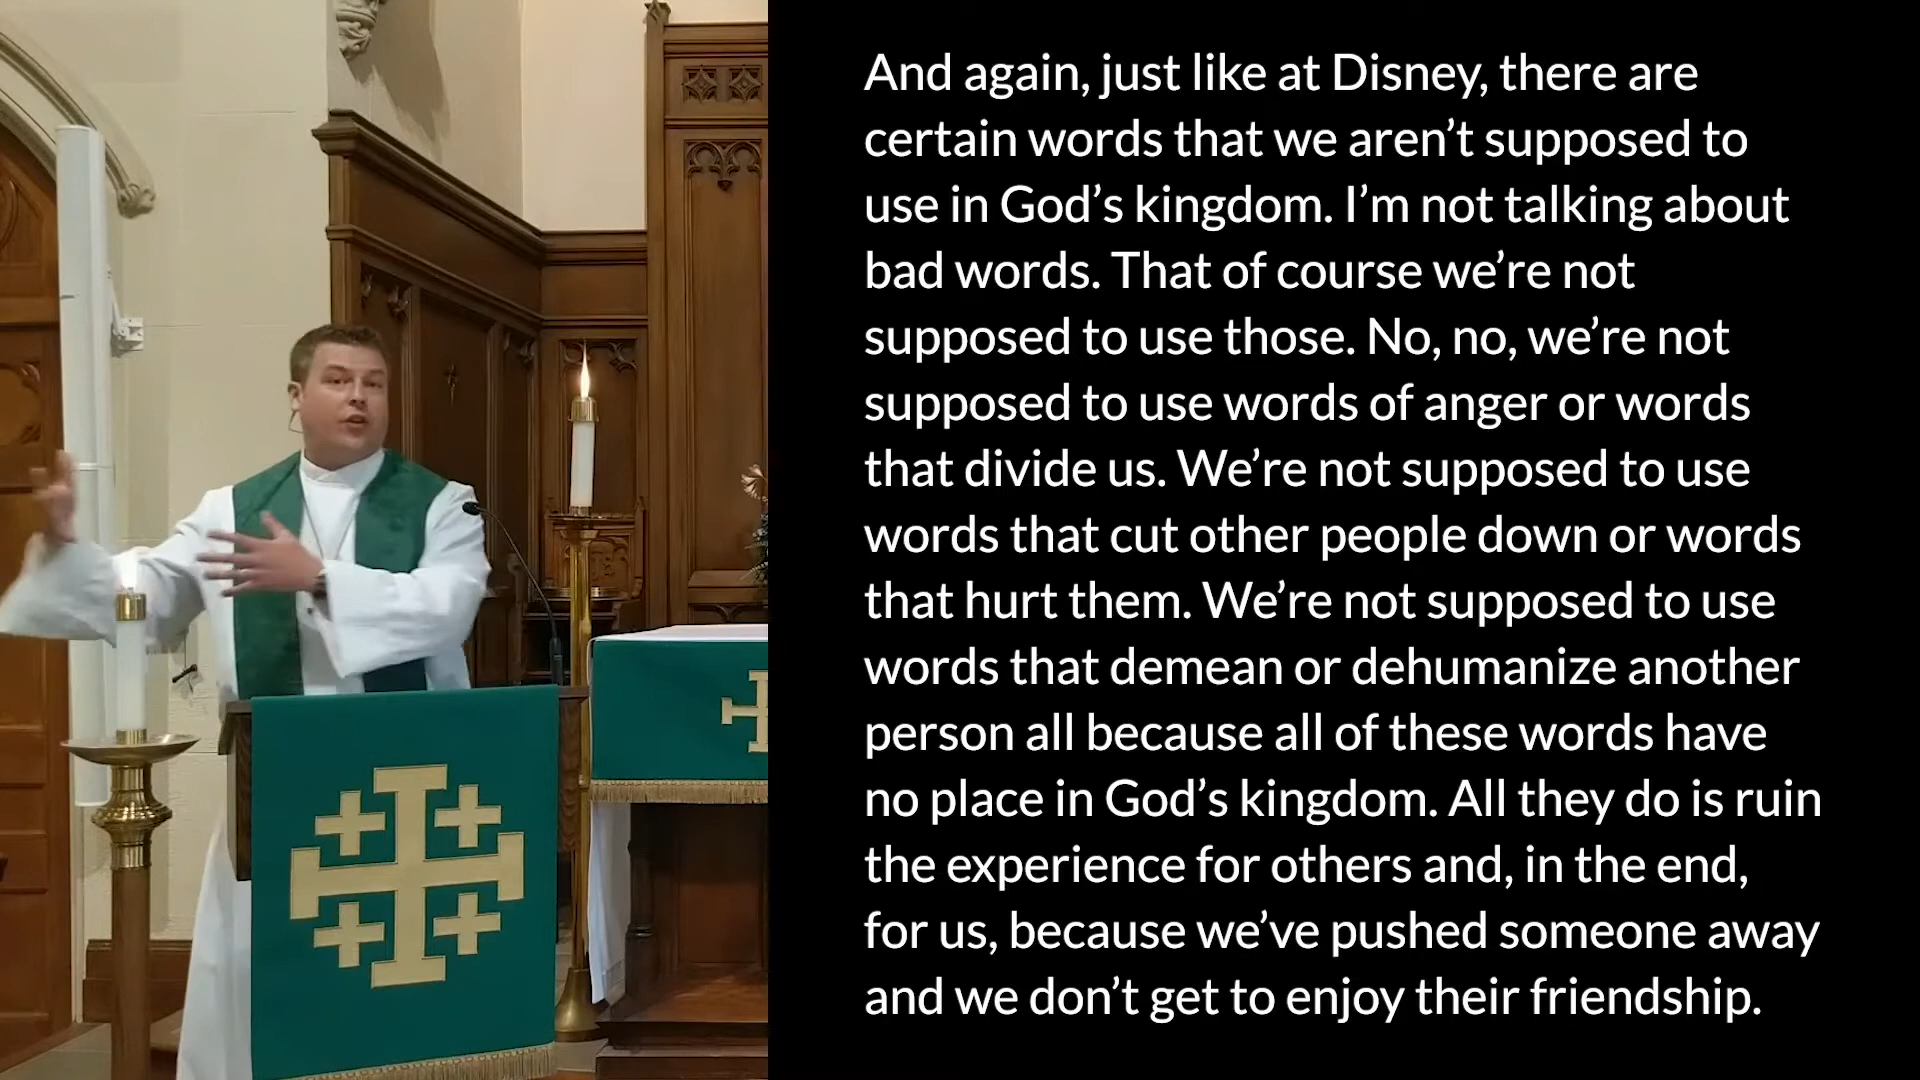 And again, just like at Disney, there are
certain words that we aren’t supposed to
use in God’s kingdom. I’m not talking about
bad words. That of course we’re not
supposed to use those. No, no, we’re not
supposed to use words of anger or words
that divide us. We’re not supposed to use
words that cut other people down or words
that hurt them. We’re not supposed to use
words that demean or dehumanize another
person all because all of these words have
no place in God’s kingdom. All they do is ruin
the experience for others and, in the end,
for us, because we’ve pushed someone away
and we don’t get to enjoy their friendship.